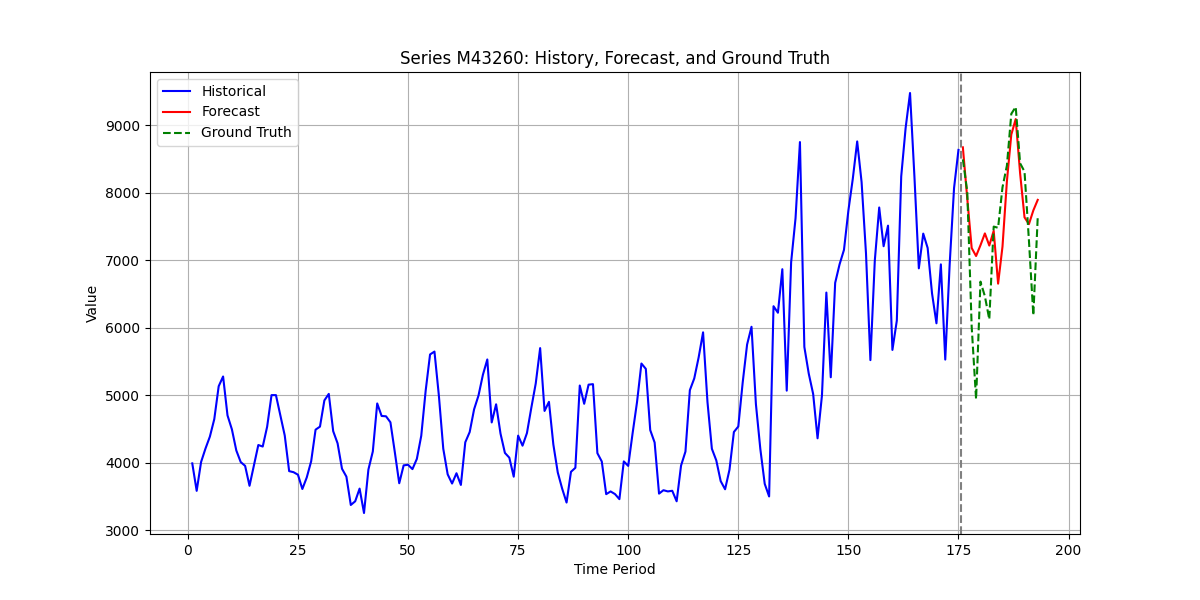 Series M43260: History, Forecast, and Ground Truth
Historical
Forecast
Ground Truth
9000
8000
7000
6000
5000
4000
3000
Value
0 25 50 75 100 125 150 175 200
Time Period